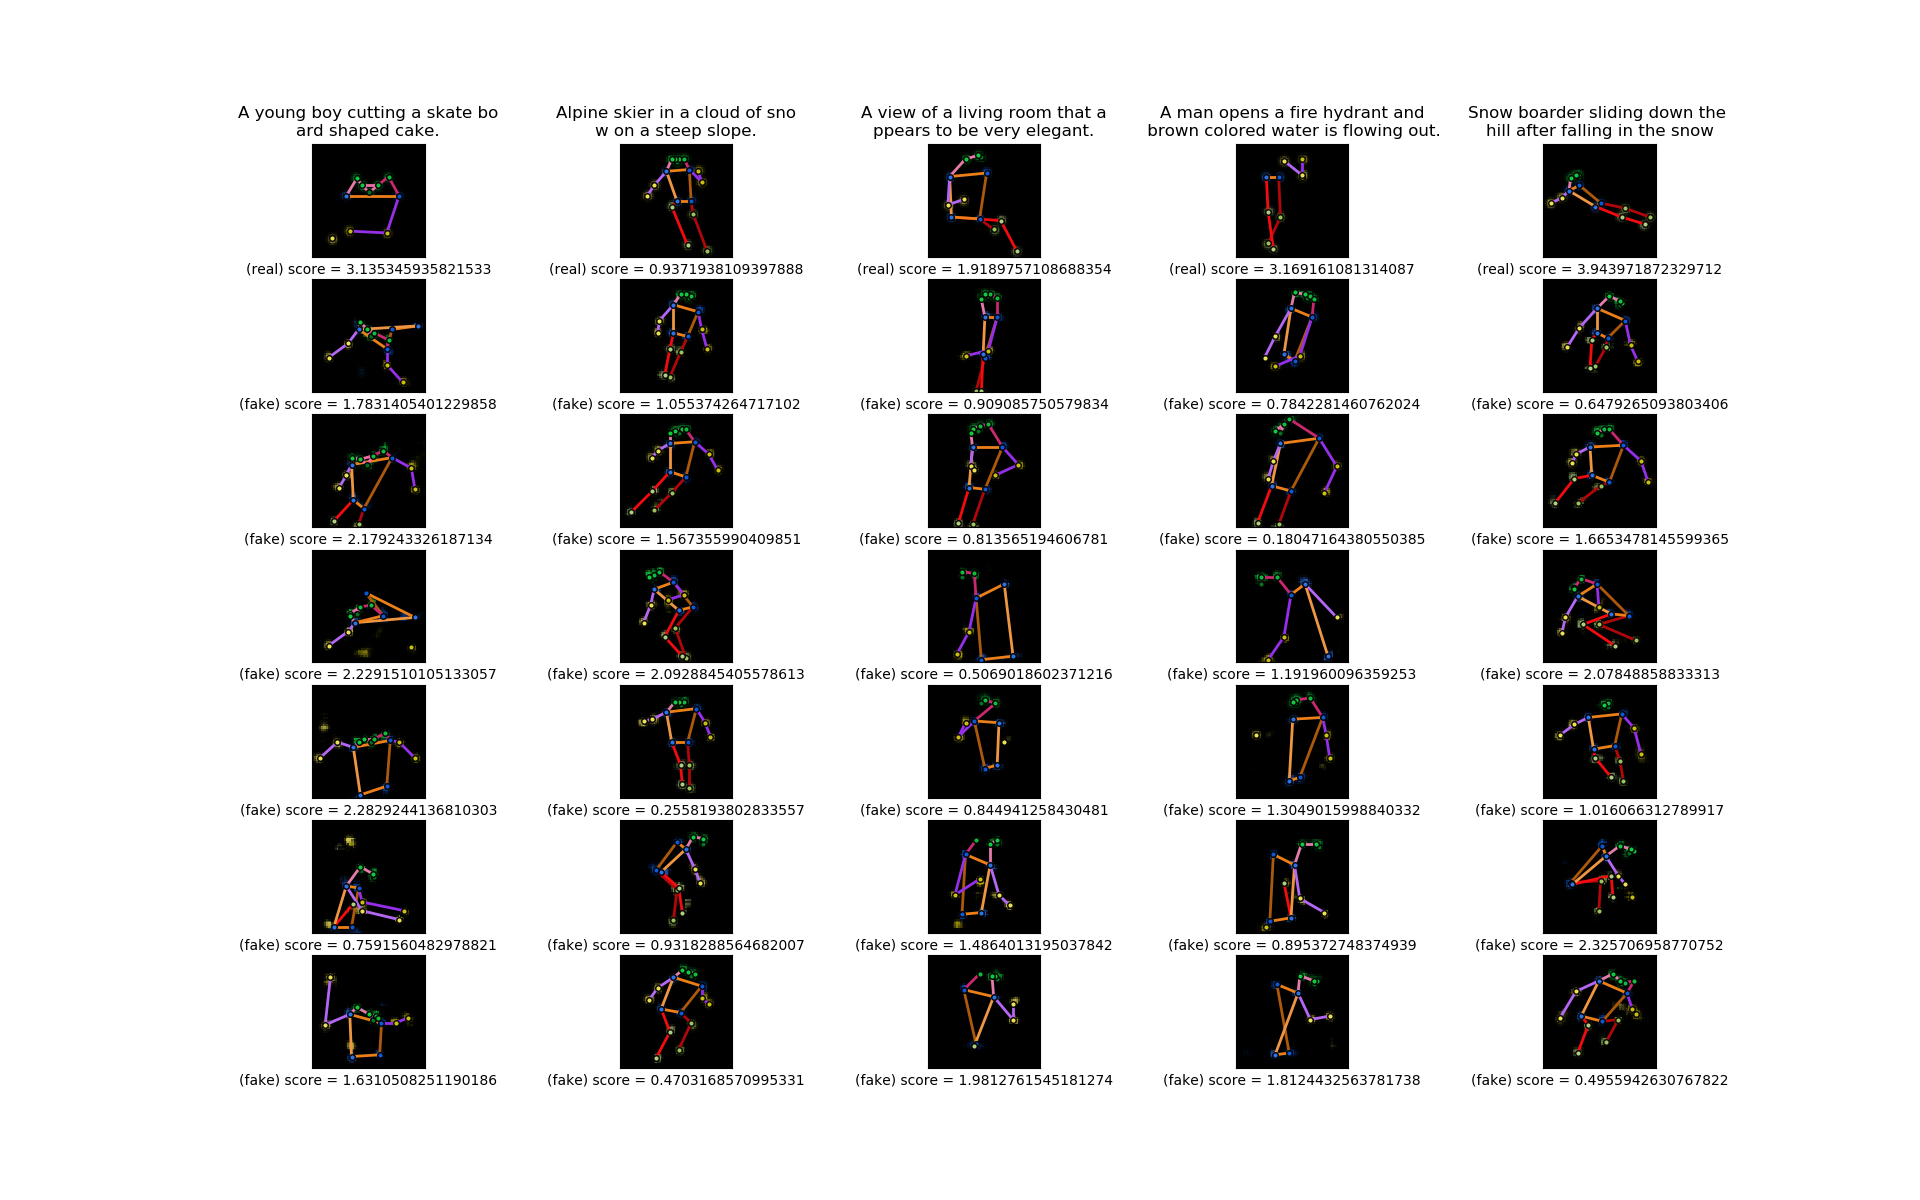 A young boy cutting a skate bo
ard shaped cake.
Alpine skier in a cloud of sno
w on a steep slope.
A view of a living room that a
ppears to be very elegant.
A man opens a fire hydrant and
brown colored water is flowing out.
Snow boarder sliding down the
hill after falling in the snow
(real) score = 3.135345935821533
(real) score = 0.9371938109397888
(real) score = 1.9189757108688354
(real) score = 3.169161081314087
(real) score = 3.943971872329712
(fake) score = 1.7831405401229858
(fake) score = 1.055374264717102
(fake) score = 0.909085750579834
(fake) score = 0.7842281460762024
(fake) score = 0.6479265093803406
(fake) score = 2.179243326187134
(fake) score = 1.567355990409851
(fake) score = 0.813565194606781
(fake) score = 0.18047164380550385
(fake) score = 1.6653478145599365
(fake) score = 2.2291510105133057
(fake) score = 2.0928845405578613
(fake) score = 0.5069018602371216
(fake) score = 1.191960096359253
(fake) score = 2.07848858833313
(fake) score = 2.2829244136810303
(fake) score = 0.2558193802833557
(fake) score = 0.844941258430481
(fake) score = 1.3049015998840332
(fake) score = 1.016066312789917
(fake) score = 0.7591560482978821
(fake) score = 0.9318288564682007
(fake) score = 1.4864013195037842
(fake) score = 0.895372748374939
(fake) score = 2.325706958770752
(fake) score = 1.6310508251190186
(fake) score = 0.4703168570995331
(fake) score = 1.9812761545181274
(fake) score = 1.8124432563781738
(fake) score = 0.4955942630767822